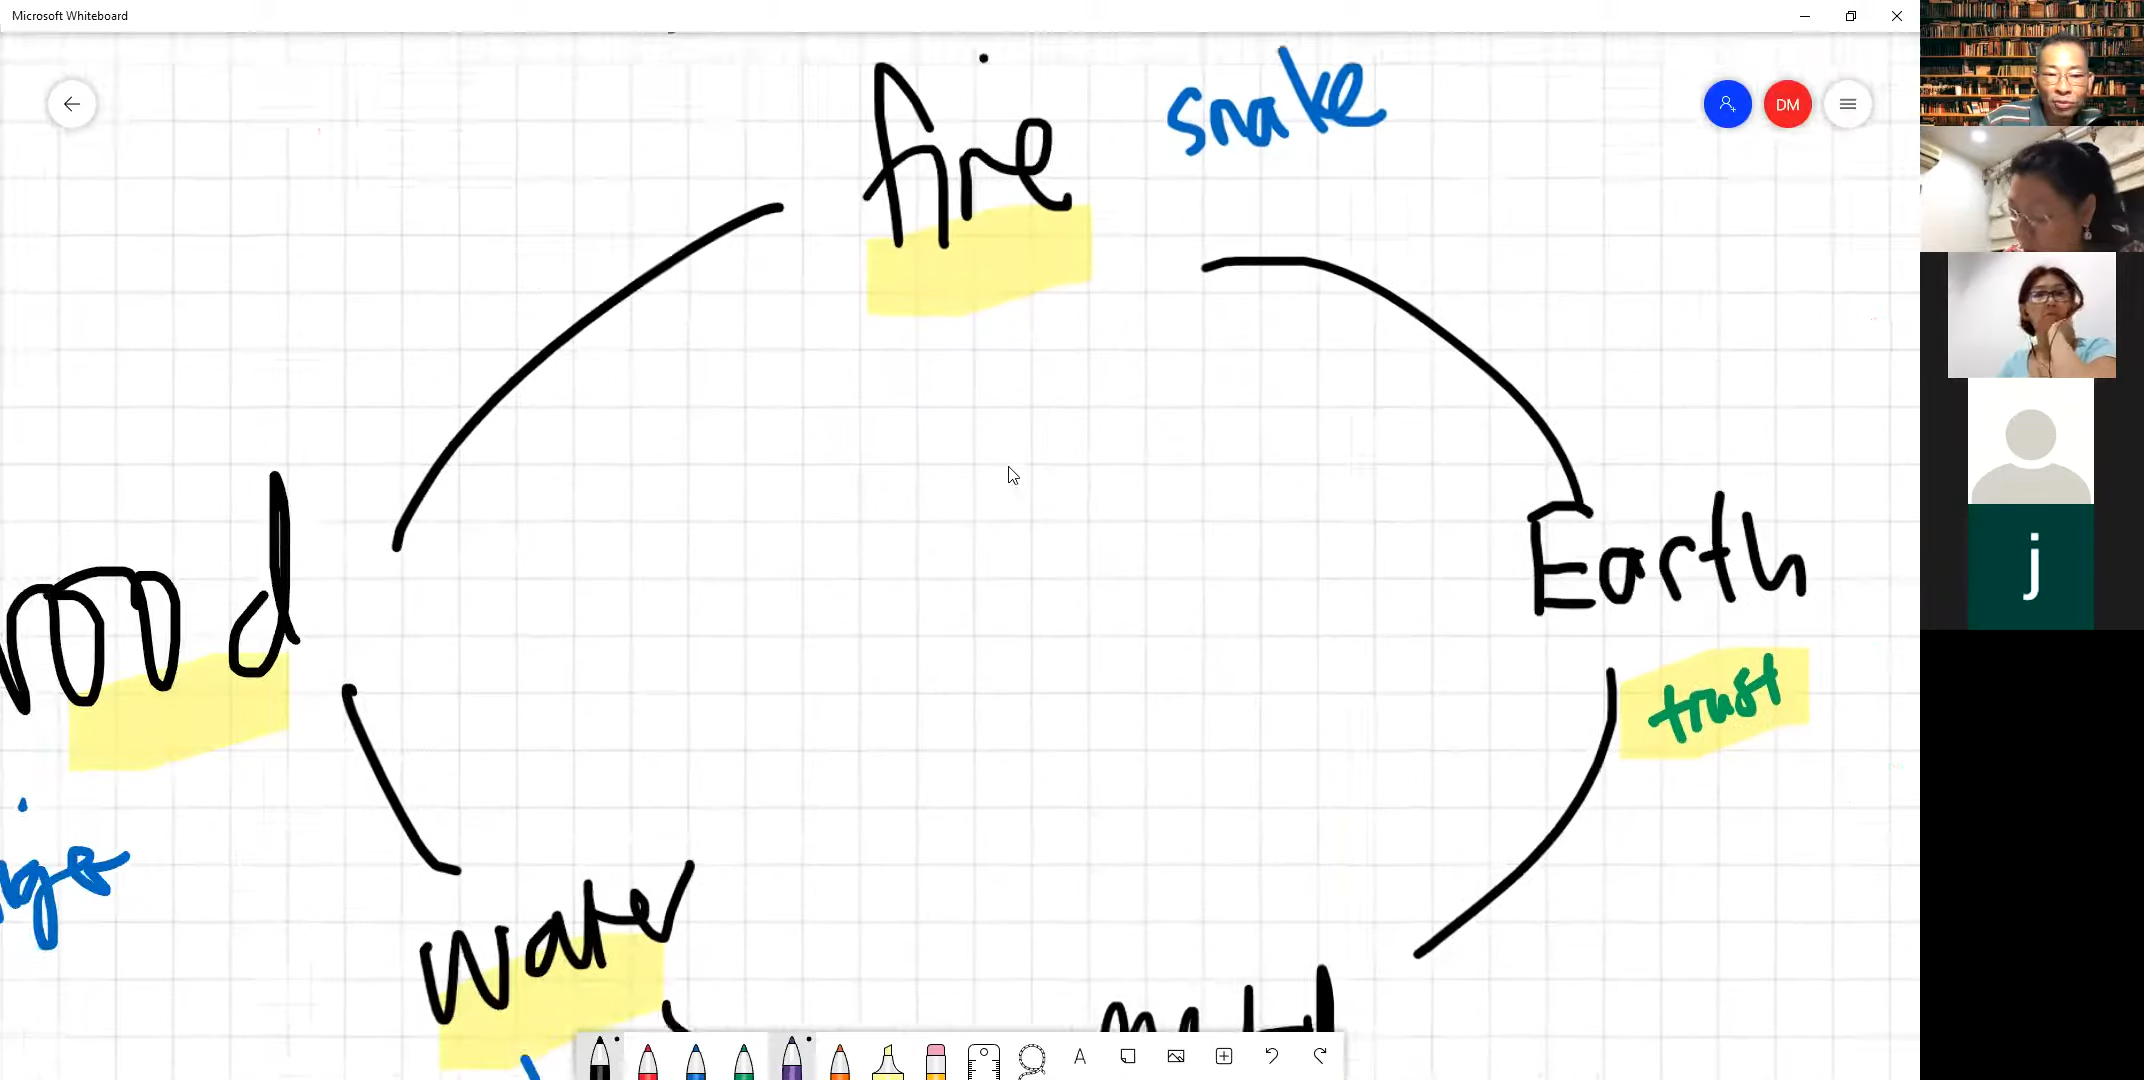 Microsoft Whiteboard
fire
snake
DM
Earth
j
trust
water
A